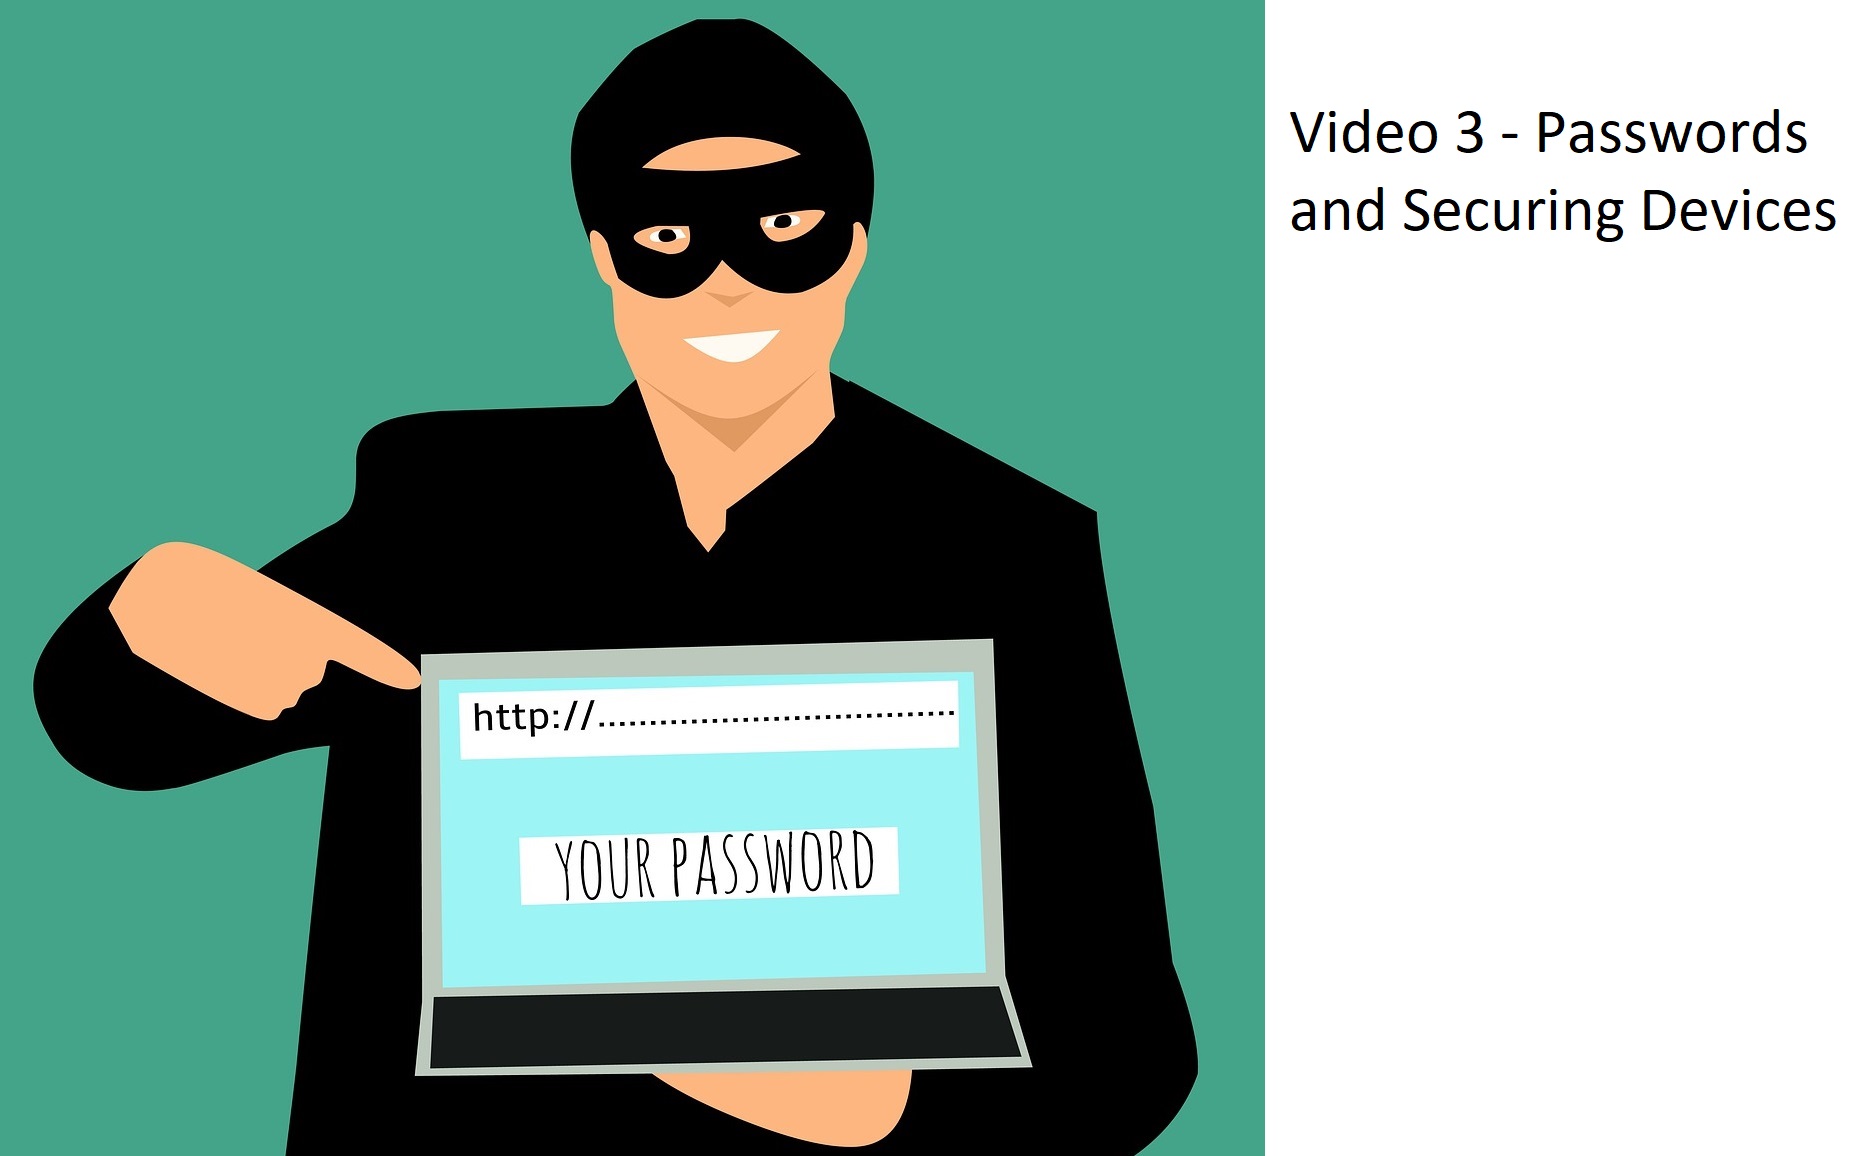 Video 3 - Passwords
and Securing Devices
http://...................................
YOUR PASSWORD